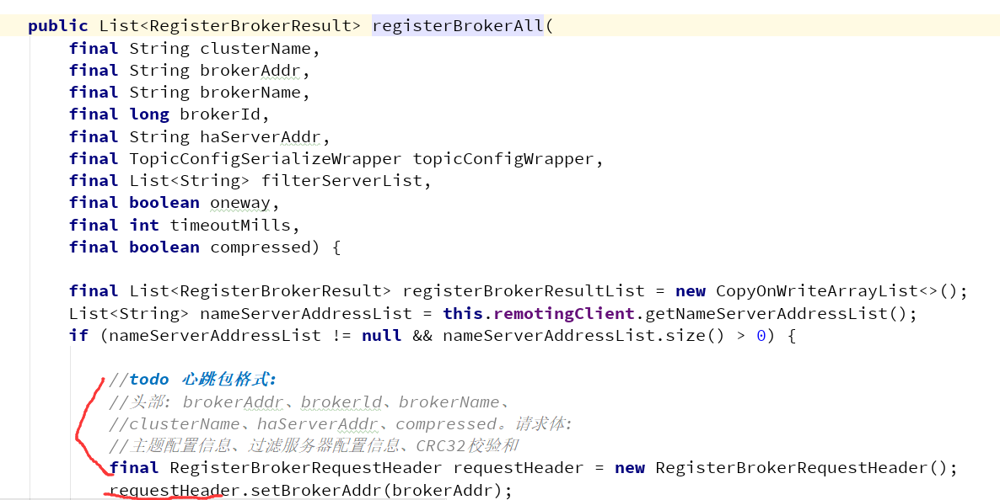 public List<RegisterBrokerResult> registerBrokerAll(
final String clusterName,
final String brokerAddr,
final String brokerName,
final long brokerId,
final String haServerAddr,
final TopicConfigSerializeWrapper topicConfigWrapper,
final List<String> filterServerList,
final boolean oneway,
final int timeoutMills,
final boolean compressed) {
final List<RegisterBrokerResult> registerBrokerResultList = new CopyOnWriteArrayList<>();
List<String> nameServerAddressList = this.remotingClient.getNameServerAddressList();
if (nameServerAddressList != null && nameServerAddressList.size() > 0) {
//todo 心跳包格式:
//头部: brokerAddr、brokerld、brokerName、
//clusterName、haServerAddr、compressed。请求体:
//主题配置信息、过滤服务器配置信息、CRC32校验和
final RegisterBrokerRequestHeader requestHeader = new RegisterBrokerRequestHeader();
requestHeader.setBrokerAddr(brokerAddr);